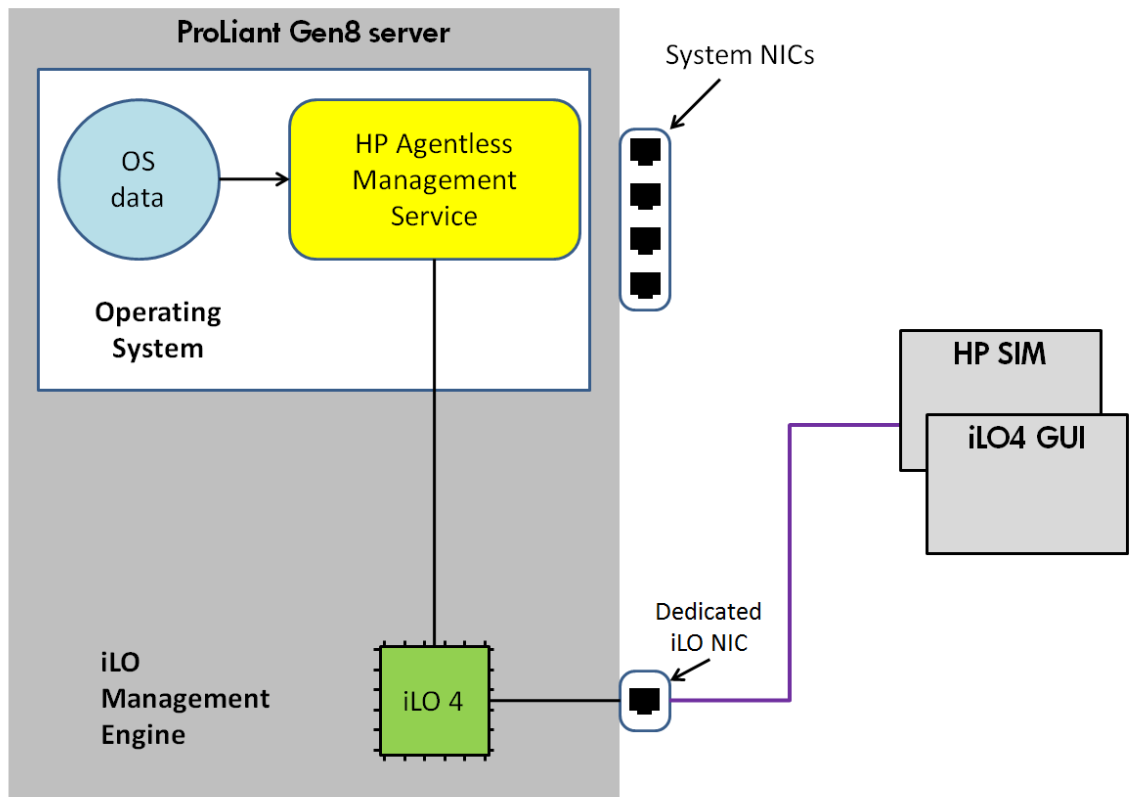 ProLiant Gen8 server
System NICs
OS
data
HP Agentless
Management
Service
Operating
System
HP SIM
iLO4 GUI
Dedicated
iLO NIC
iLO
Management
Engine
iLO 4